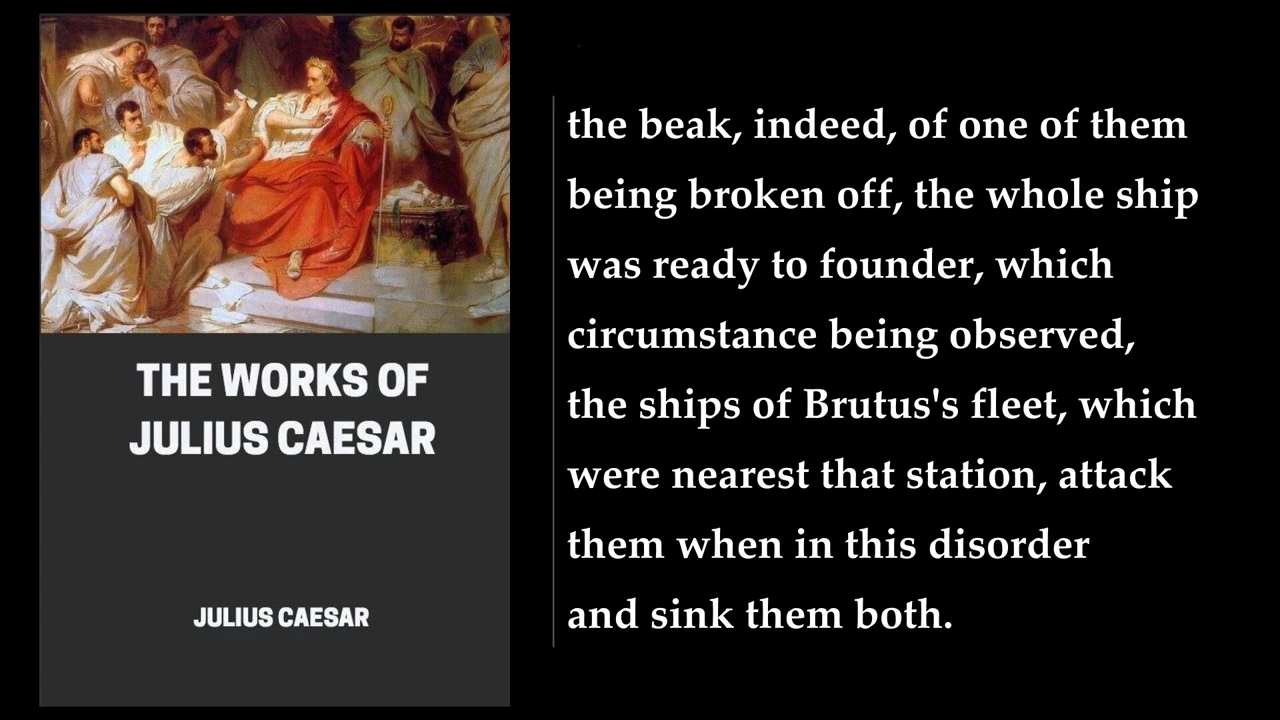 THE WORKS OF
JULIUS CAESAR
JULIUS CAESAR
the beak, indeed, of one of them
being broken off, the whole ship
was ready to founder, which
circumstance being observed,
the ships of Brutus's fleet, which
were nearest that station, attack
them when in this disorder
and sink them both.